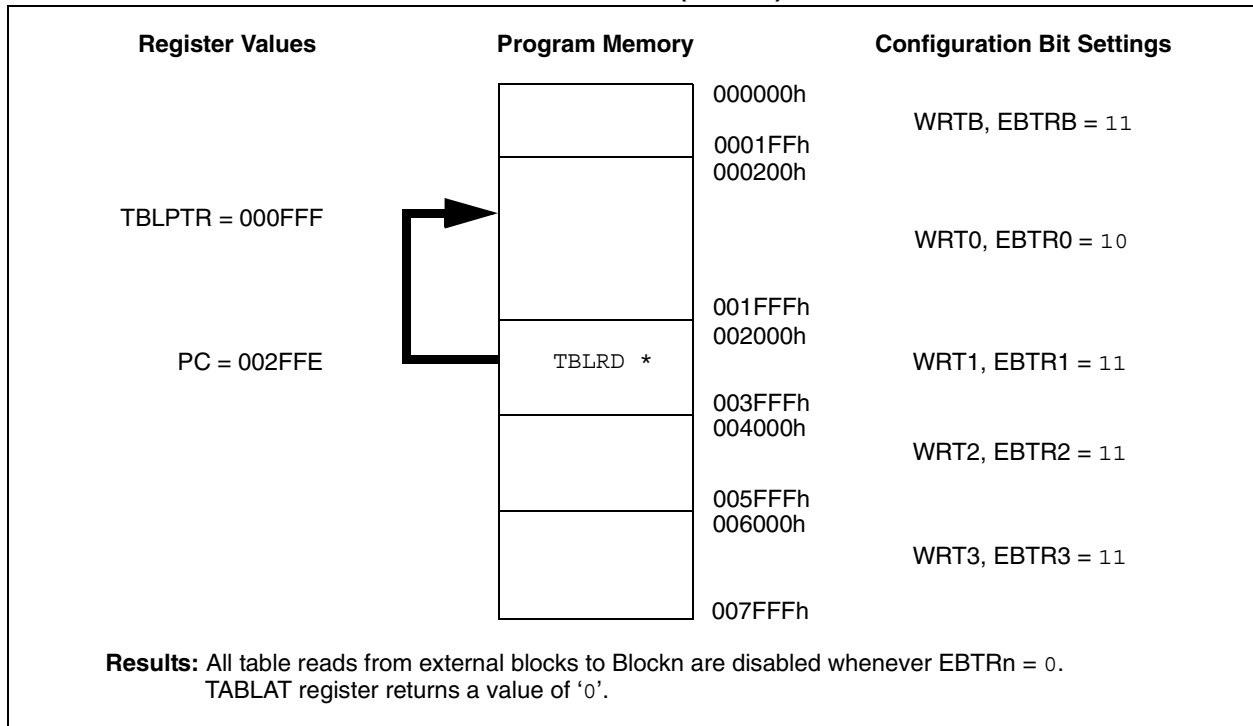 Register Values Program Memory Configuration Bit Settings
000000h
WRTB, EBTRB = 11
0001FFh
000200h
TBLPTR = 000FFF
WRT0, EBTR0 = 10
001FFFh
002000h
PC = 002FFE TBLRD * WRT1, EBTR1 = 11
003FFFh
004000h
WRT2, EBTR2 = 11
005FFFh
006000h
WRT3, EBTR3 = 11
007FFFh
Results: All table reads from external blocks to Blockn are disabled whenever EBTRn = 0.
TABLAT register returns a value of ‘0’.